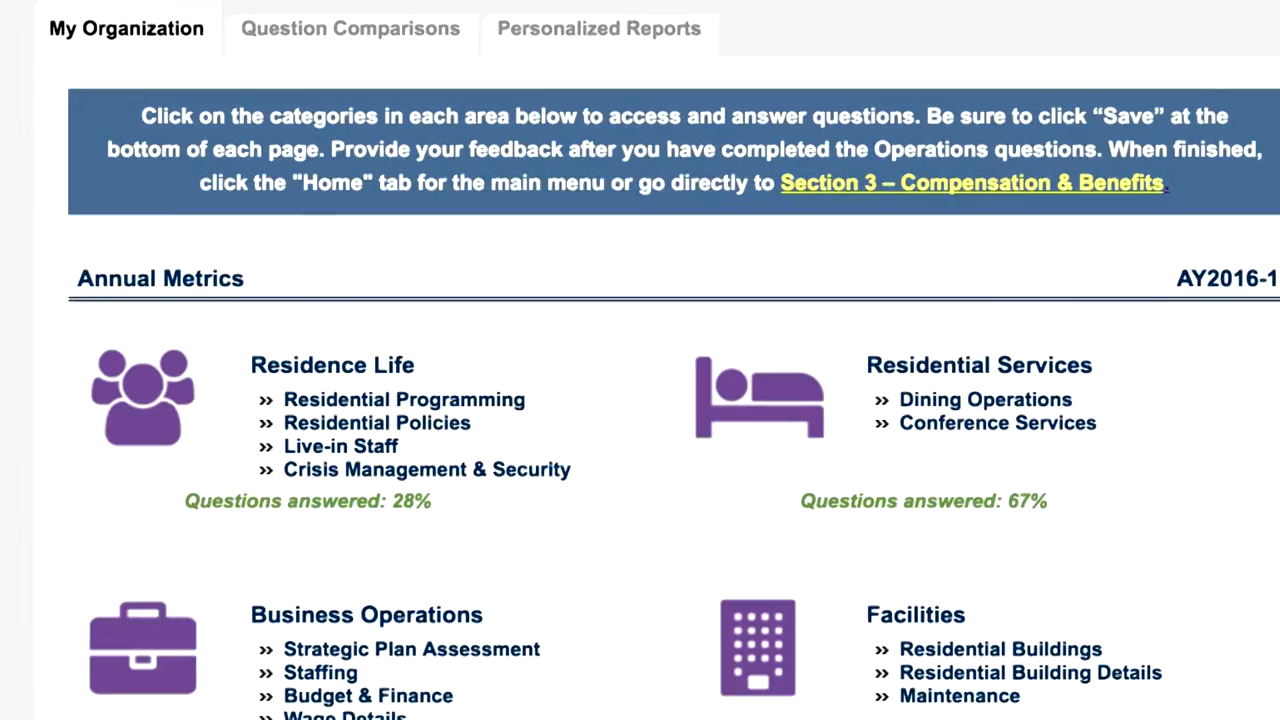 My Organization
Question Comparisons
Personalized Reports
Click on the categories in each area below to access and answer questions. Be sure to click “Save” at the
bottom of each page. Provide your feedback after you have completed the Operations questions. When finished,
click the "Home" tab for the main menu or go directly to Section 3 – Compensation & Benefits.
Annual Metrics
AY2016-1
Residence Life
›› Residential Programming
›› Residential Policies
›› Live-in Staff
›› Crisis Management & Security
Questions answered: 28%
Residential Services
›› Dining Operations
›› Conference Services
Questions answered: 67%
Business Operations
›› Strategic Plan Assessment
›› Staffing
›› Budget & Finance
›› Wage Details
Facilities
›› Residential Buildings
›› Residential Building Details
›› Maintenance